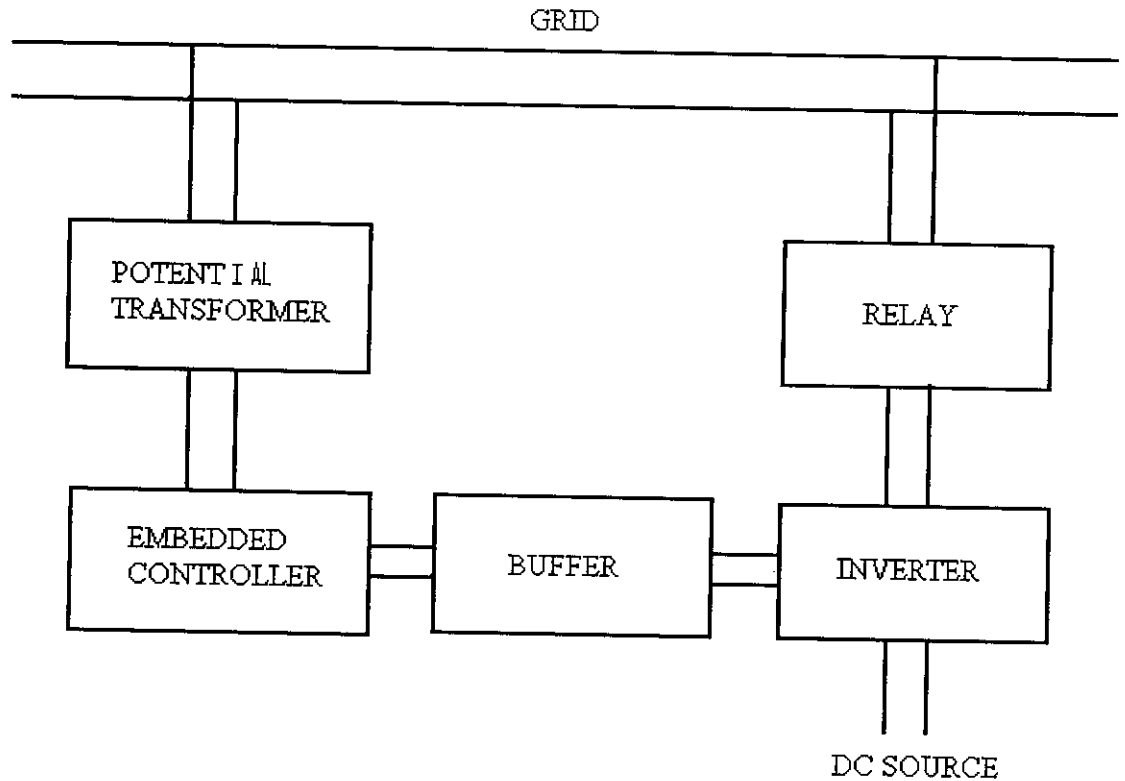 GRID
POTENTIAL
TRANSFORMER
RELAY
EMBEDDED
CONTROLLER
BUFFER
INVERTER
DC SOURCE